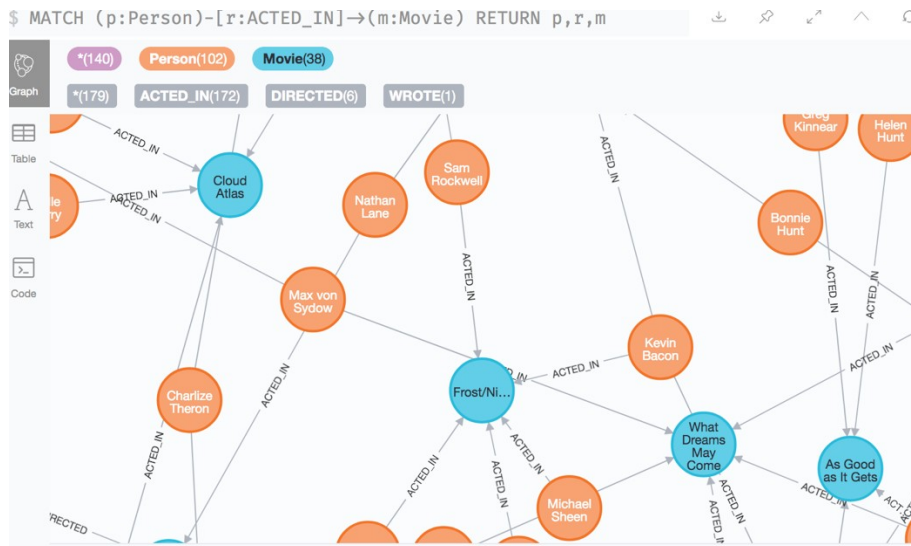 $ MATCH (p:Person)-[r:ACTED_IN]→(m:Movie) RETURN p,r,m
*(140) Person(102) Movie(38)
Graph
*(179) ACTED_IN(172) DIRECTED(6) WROTE(1)
Table
Text
Code
ACTED_IN
Cloud
Atlas
ACTED_IN
ACTED_IN
Nathan
Lane
Sam
Rockwell
ACTED_IN
Greg
Kinnear
Helen
Hunt
Bonnie
Hunt
ACTED_IN
ACTED_IN
ACTED_IN
Max von
Sydow
Kevin
Bacon
ACTED_IN
ACTED_IN
ACTED_IN
Charlize
Theron
Frost/Ni...
What
Dreams
May
Come
As Good
as It Gets
ACTED_IN
ACTED_IN
ACTED_IN
ACTED_IN
Michael
Sheen
ACTED_IN
ACTED_IN